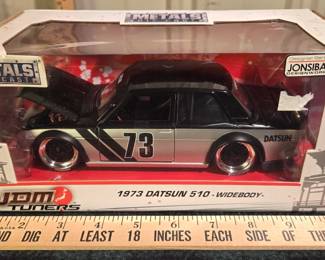 METALS
METALS
JONSIBAL
73
DATSUN
1973 DATSUN 510 - WIDEBODY -
JDM
TUNERS
DIG AT LEAST 18 INCHES EACH SIDE OF THE